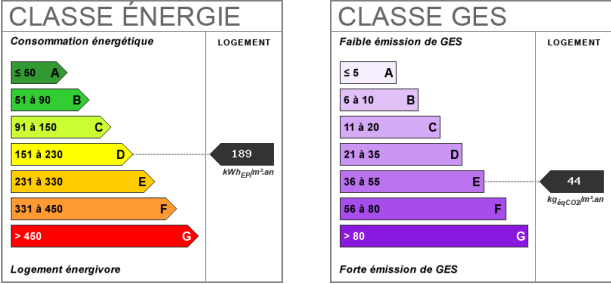 CLASSE ÉNERGIE
Consommation énergétique
LOGEMENT
≤ 50 A
51 à 90 B
91 à 150 C
151 à 230 D
189
kWhEP/m².an
231 à 330 E
331 à 450 F
> 450 G
Logement énergivore
CLASSE GES
Faible émission de GES
LOGEMENT
≤ 5 A
6 à 10 B
11 à 20 C
21 à 35 D
36 à 55 E
44
kgéqCO2/m².an
56 à 80 F
> 80 G
Forte émission de GES